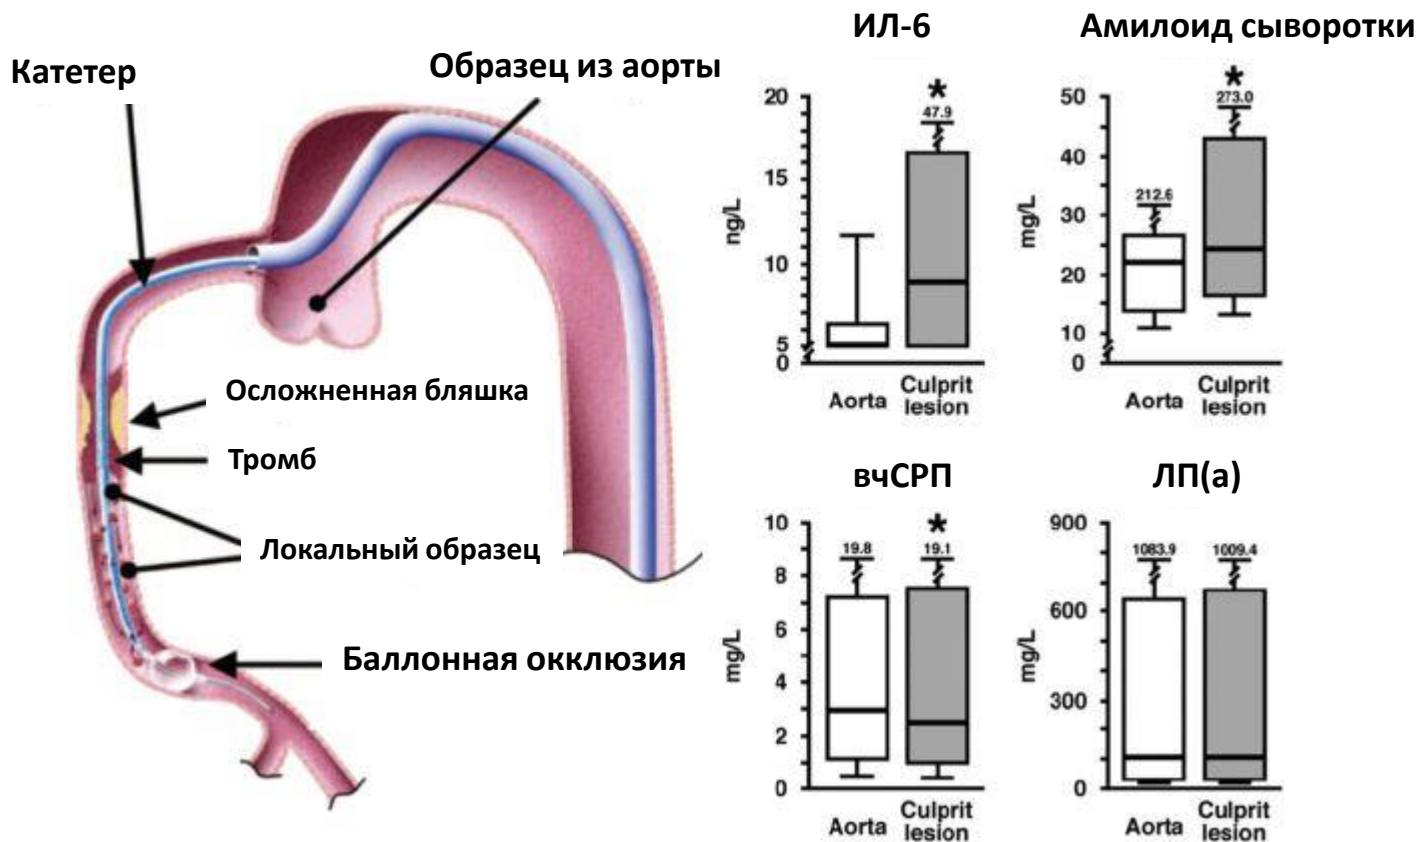 Катетер
Образец из аорты
Осложненная бляшка
Тромб
Локальный образец
Баллонная окклюзия
ИЛ-6
ng/L
20
15
10
5
0
47.9
*
Aorta
Culprit
lesion
Амилоид сыворотки
mg/L
50
40
30
20
10
0
212.6
*
273.0
Aorta
Culprit
lesion
вчСРП
mg/L
10
8
6
4
2
0
19.8
*
19.1
Aorta
Culprit
lesion
ЛП(а)
mg/L
900
600
300
0
1083.9
1009.4
Aorta
Culprit
lesion